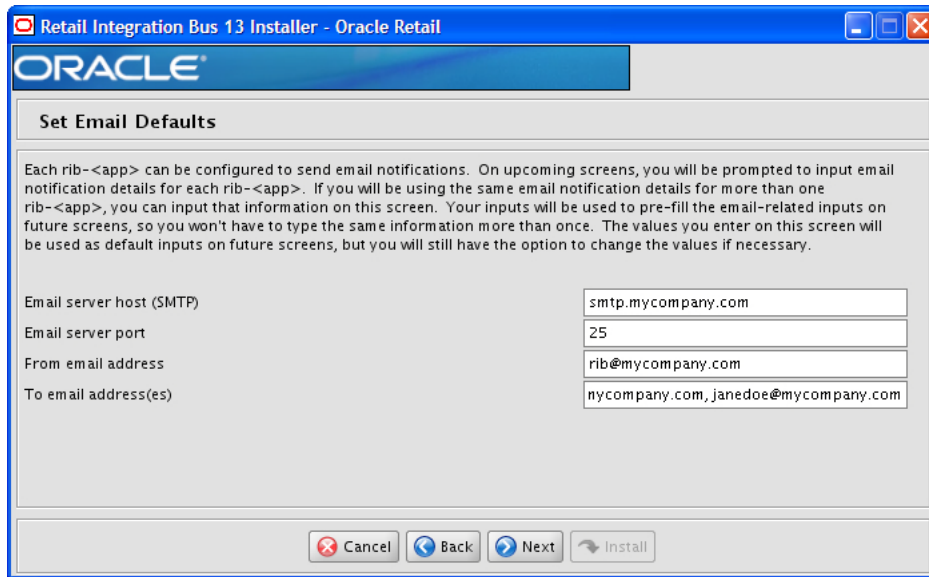 Retail Integration Bus 13 Installer - Oracle Retail
ORACLE®
Set Email Defaults
Each rib-<app> can be configured to send email notifications. On upcoming screens, you will be prompted to input email
notification details for each rib-<app>. If you will be using the same email notification details for more than one
rib-<app>, you can input that information on this screen. Your inputs will be used to pre-fill the email-related inputs on
future screens, so you won't have to type the same information more than once. The values you enter on this screen will
be used as default inputs on future screens, but you will still have the option to change the values if necessary.
Email server host (SMTP) smtp.mycompany.com
Email server port 25
From email address rib@mycompany.com
To email address(es) nycompany.com, janedoe@mycompany.com
Cancel Back Next Install